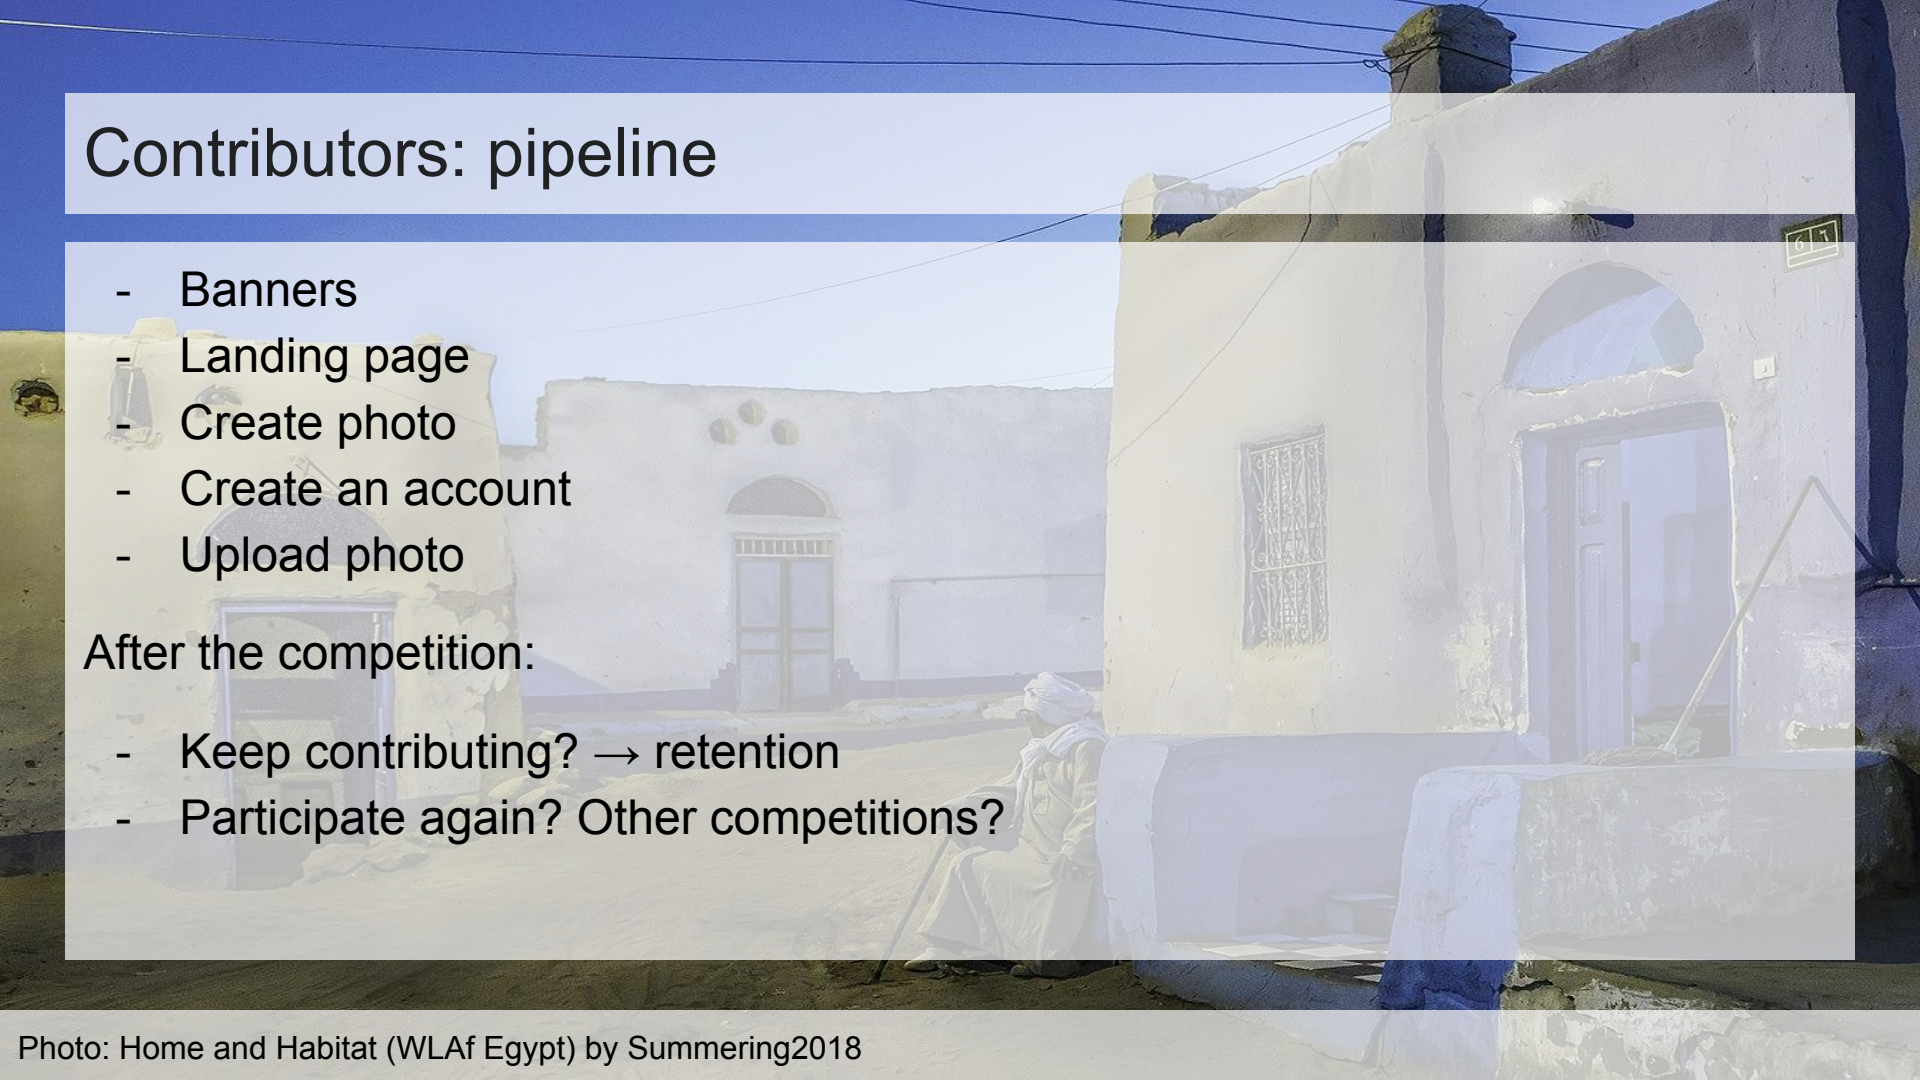 Contributors: pipeline
- Banners
- Landing page
- Create photo
- Create an account
- Upload photo
After the competition:
- Keep contributing? → retention
- Participate again? Other competitions?
Photo: Home and Habitat (WLAf Egypt) by Summering2018